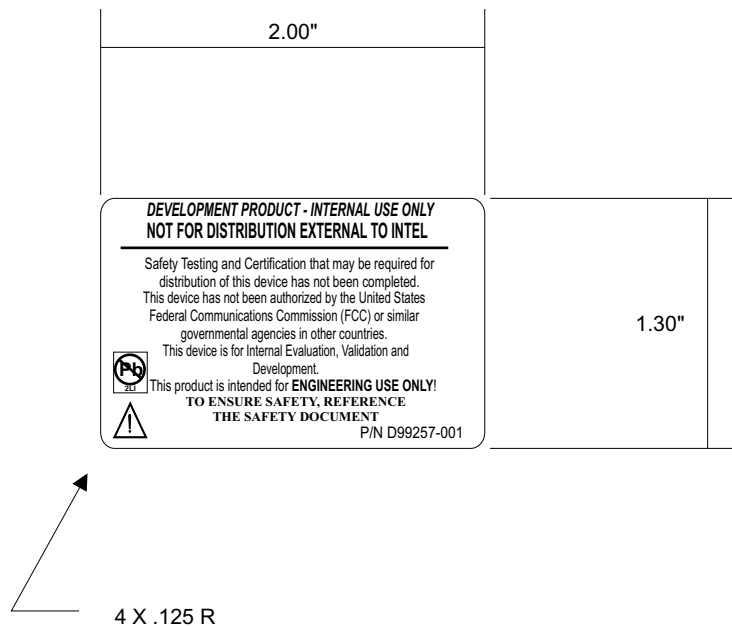 2.00"
DEVELOPMENT PRODUCT - INTERNAL USE ONLY
NOT FOR DISTRIBUTION EXTERNAL TO INTEL
Safety Testing and Certification that may be required for
distribution of this device has not been completed.
This device has not been authorized by the United States
Federal Communications Commission (FCC) or similar
governmental agencies in other countries.
This device is for Internal Evaluation, Validation and
Development.
Pb
2LI
This product is intended for ENGINEERING USE ONLY!
TO ENSURE SAFETY, REFERENCE
THE SAFETY DOCUMENT
!
P/N D99257-001
1.30"
4 X .125 R